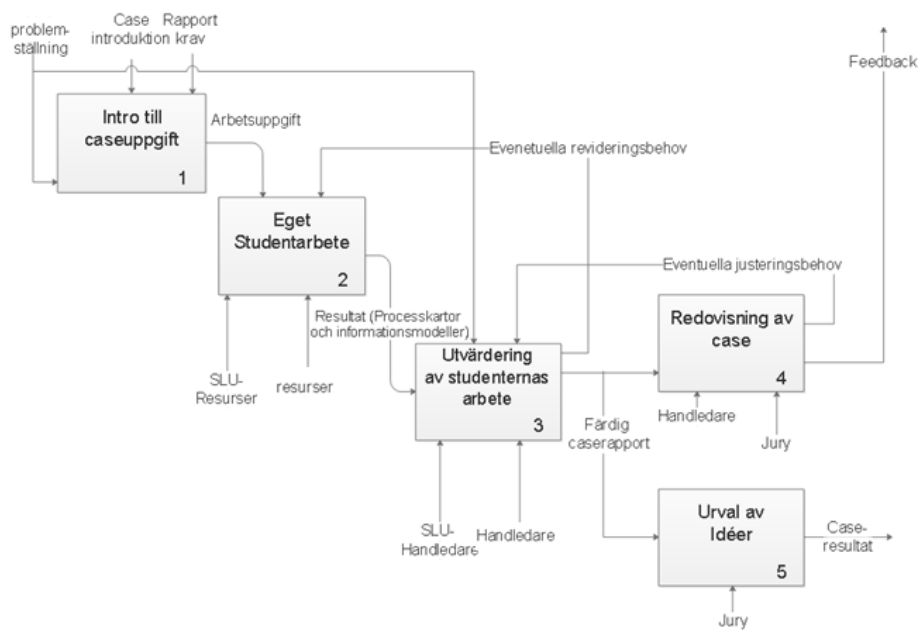 problem-
ställning
Case
introduktion
Rapport
krav
Intro till
caseuppgift
1
Arbetsuppgift
Evenetuella revideringsbehov
Feedback
Eget
Studentarbete
2
Eventuella justeringsbehov
Resultat (Processkartor
och informationsmodeller)
SLU-
Resurser
resurser
Utvärdering
av studenternas
arbete
3
Redovisning av
case
4
Färdig
caserapport
Handledare
Jury
SLU-
Handledare
Handledare
Urval av
Idéer
5
Case-
resultat
Jury